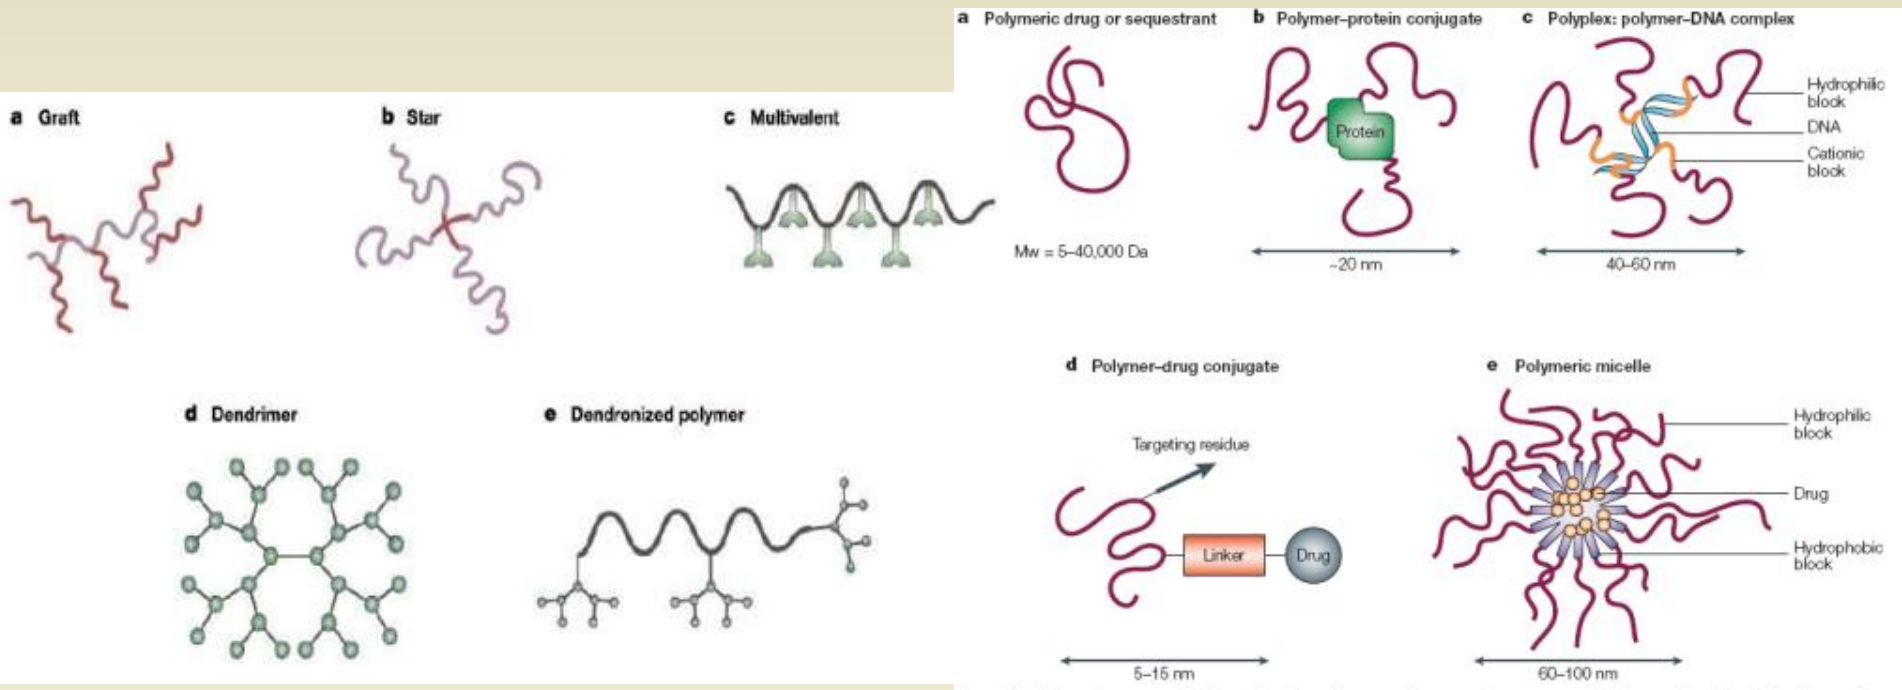 a Graft
b Star
c Multivalent
d Dendrimer
e Dendronized polymer
a Polymeric drug or sequestrant
Mw = 5–40,000 Da
b Polymer–protein conjugate
Protein
~20 nm
c Polyplex: polymer–DNA complex
Hydrophilic
block
DNA
Cationic
block
40–60 nm
d Polymer–drug conjugate
Targeting residue
Linker
Drug
5–15 nm
e Polymeric micelle
Hydrophilic
block
Drug
Hydrophobic
block
60–100 nm